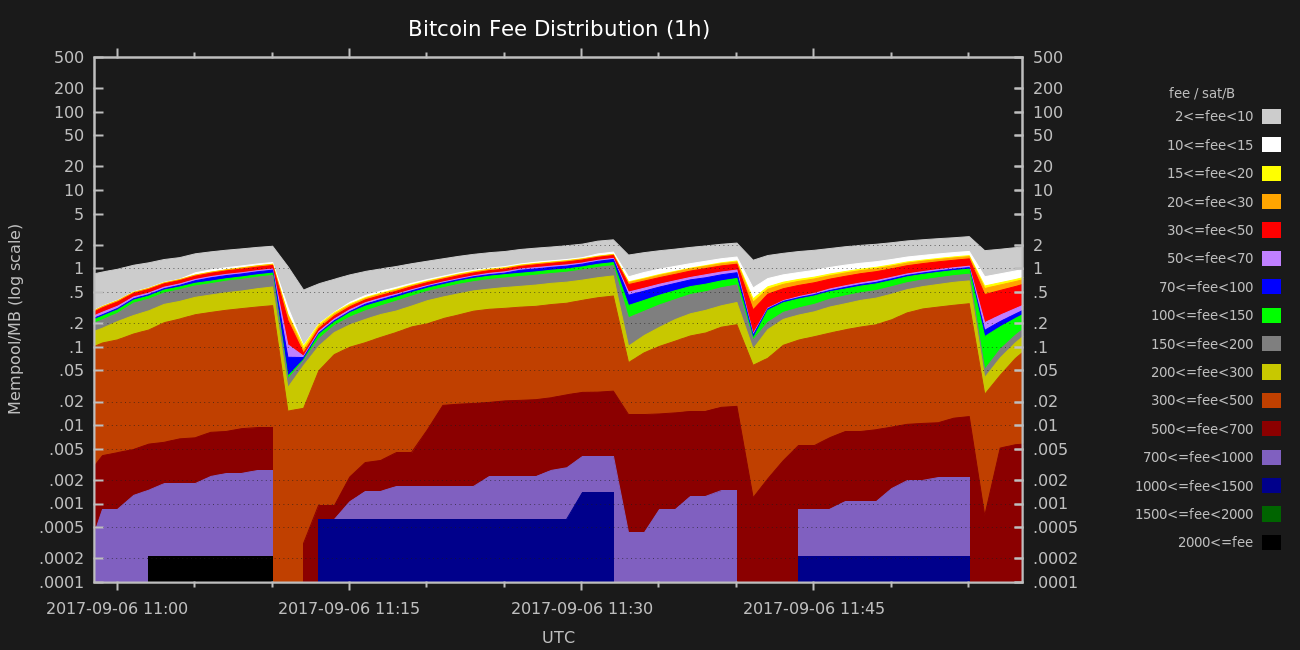 Bitcoin Fee Distribution (1h)
500
200
100
50
20
10
5
2
1
.5
.2
.1
.05
.02
.01
.005
.002
.001
.0005
.0002
.0001
Mempool/MB (log scale)
500
200
100
50
20
10
5
2
1
.5
.2
.1
.05
.02
.01
.005
.002
.001
.0005
.0002
.0001
2017-09-06 11:00
2017-09-06 11:15
2017-09-06 11:30
2017-09-06 11:45
UTC
fee / sat/B
2<=fee<10
10<=fee<15
15<=fee<20
20<=fee<30
30<=fee<50
50<=fee<70
70<=fee<100
100<=fee<150
150<=fee<200
200<=fee<300
300<=fee<500
500<=fee<700
700<=fee<1000
1000<=fee<1500
1500<=fee<2000
2000<=fee